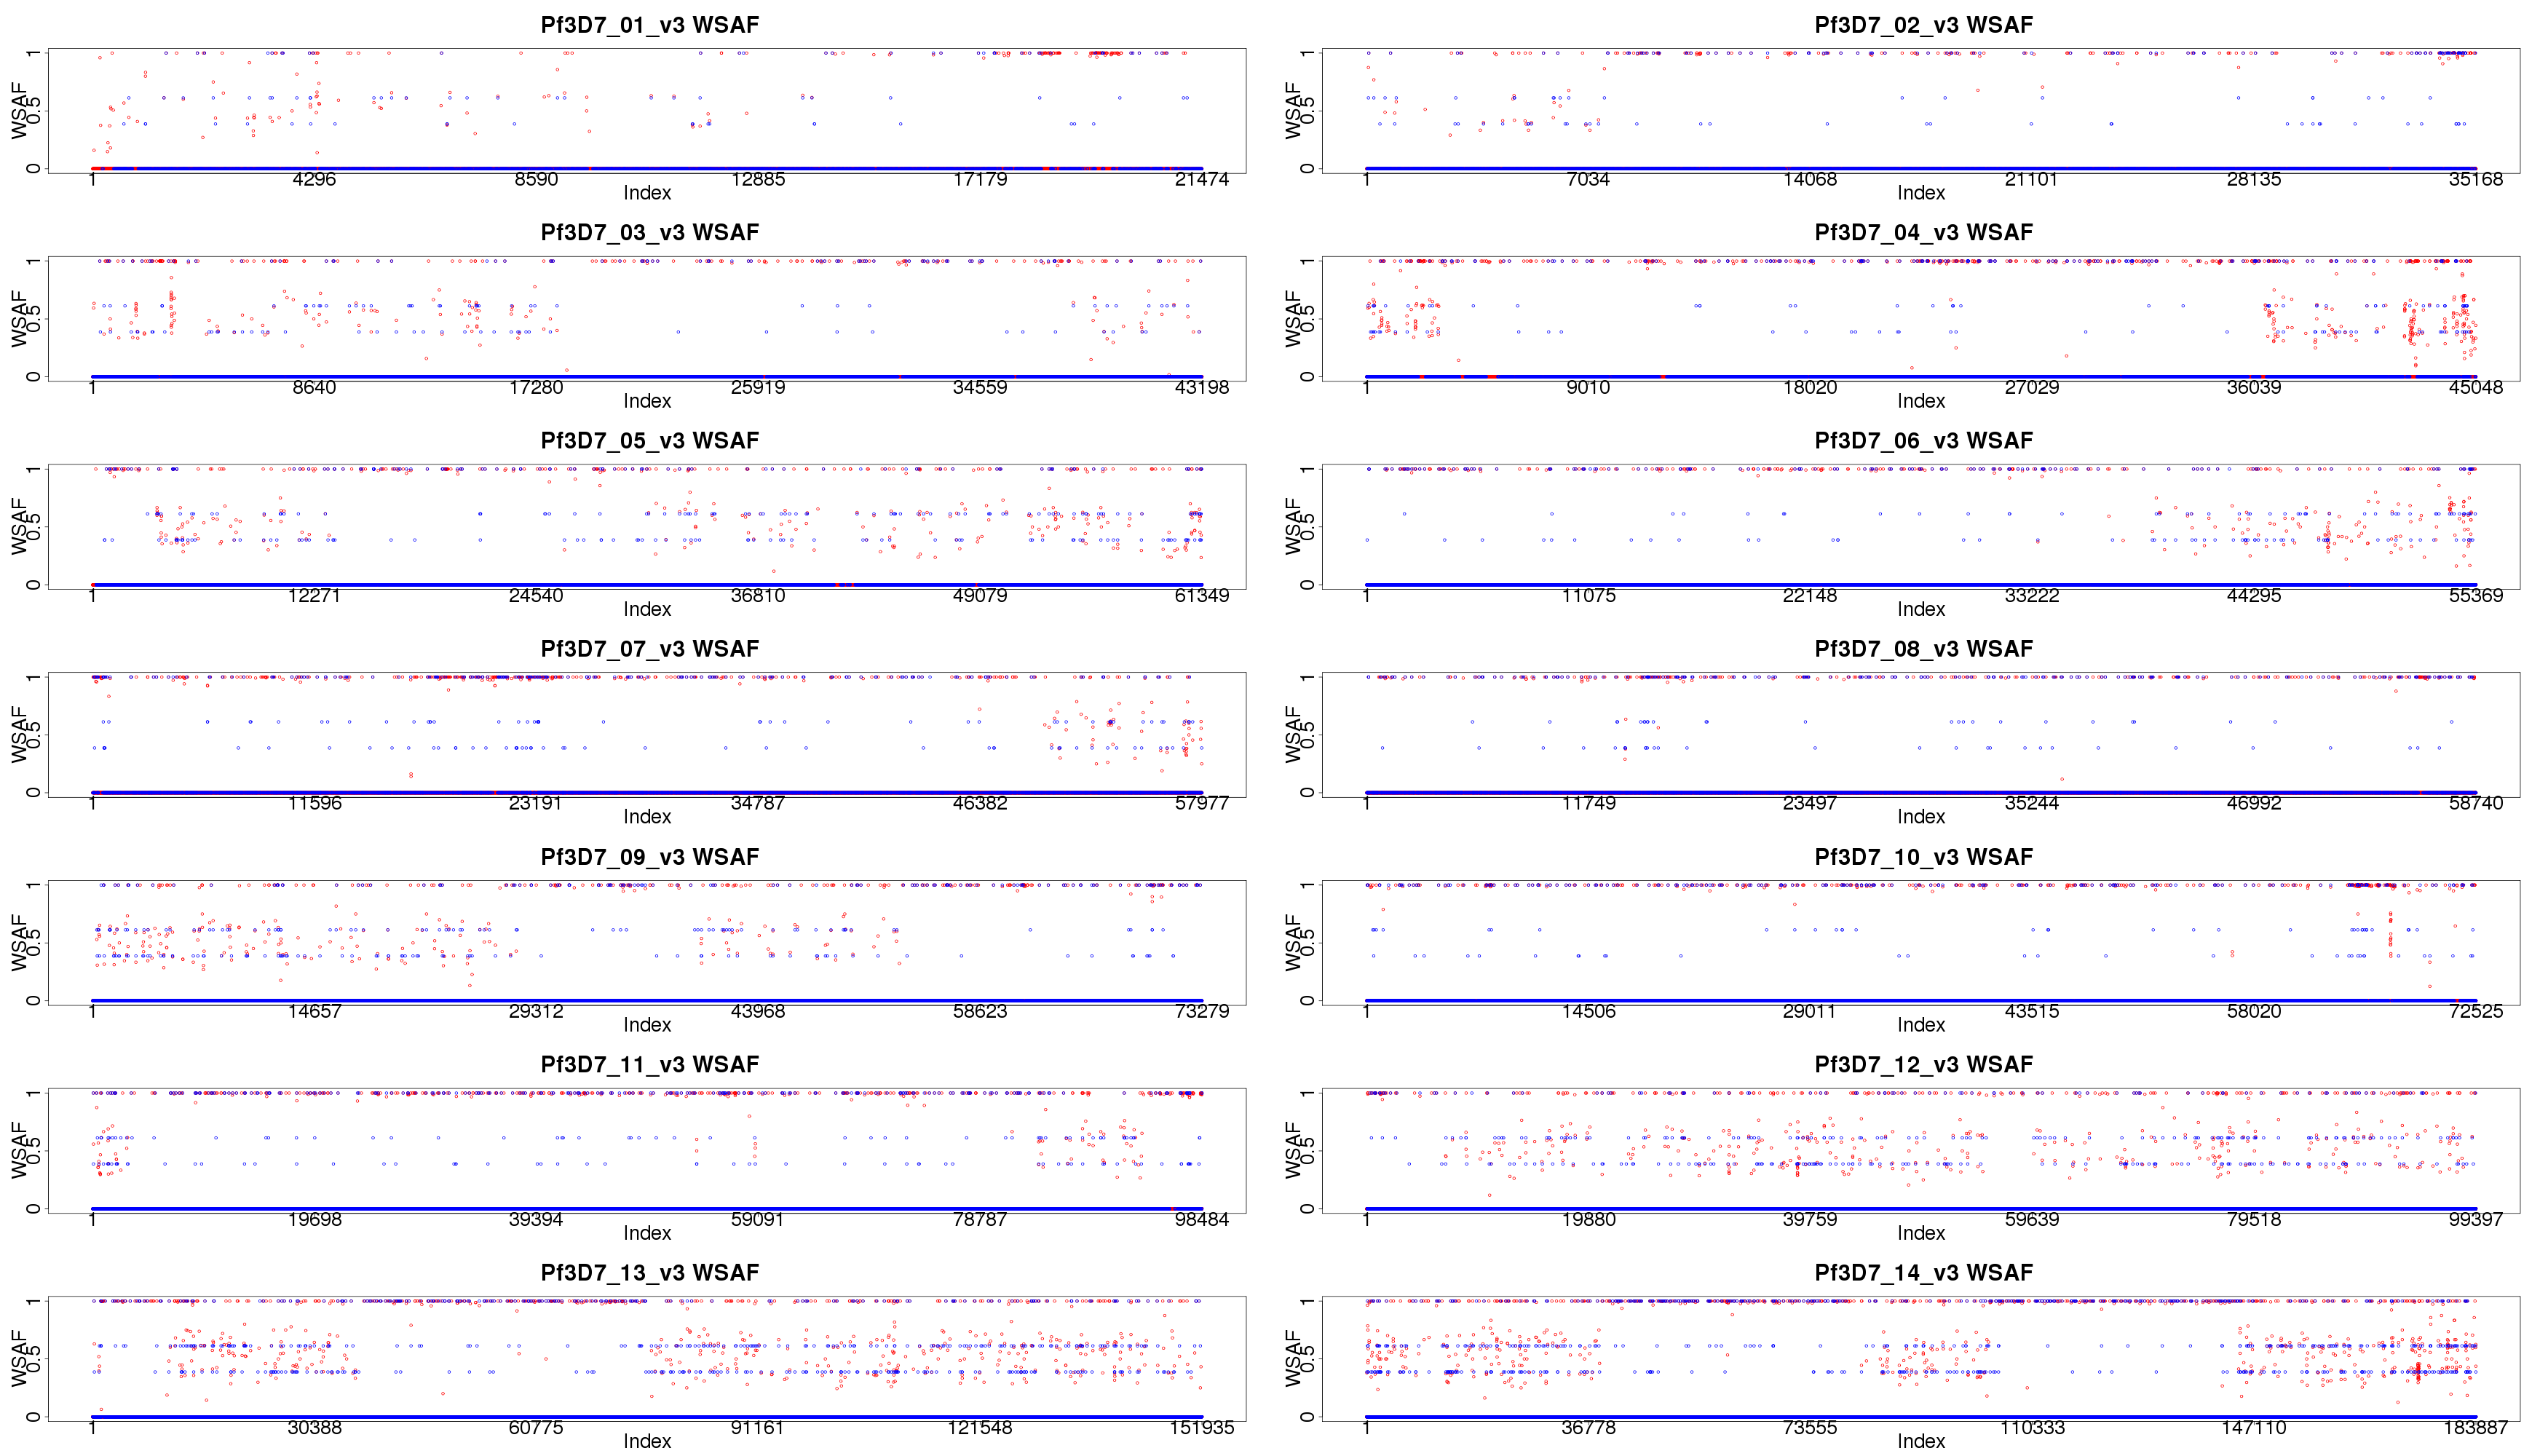 Pf3D7_01_v3 WSAF
WSAF
0 0.5 1
1 4296 8590 12885 17179 21474
Index
Pf3D7_02_v3 WSAF
WSAF
0 0.5 1
1 7034 14068 21101 28135 35168
Index
Pf3D7_03_v3 WSAF
WSAF
0 0.5 1
1 8640 17280 25919 34559 43198
Index
Pf3D7_04_v3 WSAF
WSAF
0 0.5 1
1 9010 18020 27029 36039 45048
Index
Pf3D7_05_v3 WSAF
WSAF
0 0.5 1
1 12271 24540 36810 49079 61349
Index
Pf3D7_06_v3 WSAF
WSAF
0 0.5 1
1 11075 22148 33222 44295 55369
Index
Pf3D7_07_v3 WSAF
WSAF
0 0.5 1
1 11596 23191 34787 46382 57977
Index
Pf3D7_08_v3 WSAF
WSAF
0 0.5 1
1 11749 23497 35244 46992 58740
Index
Pf3D7_09_v3 WSAF
WSAF
0 0.5 1
1 14657 29312 43968 58623 73279
Index
Pf3D7_10_v3 WSAF
WSAF
0 0.5 1
1 14506 29011 43515 58020 72525
Index
Pf3D7_11_v3 WSAF
WSAF
0 0.5 1
1 19698 39394 59091 78787 98484
Index
Pf3D7_12_v3 WSAF
WSAF
0 0.5 1
1 19880 39759 59639 79518 99397
Index
Pf3D7_13_v3 WSAF
WSAF
0 0.5 1
1 30388 60775 91161 121548 151935
Index
Pf3D7_14_v3 WSAF
WSAF
0 0.5 1
1 36778 73555 110333 147110 183887
Index